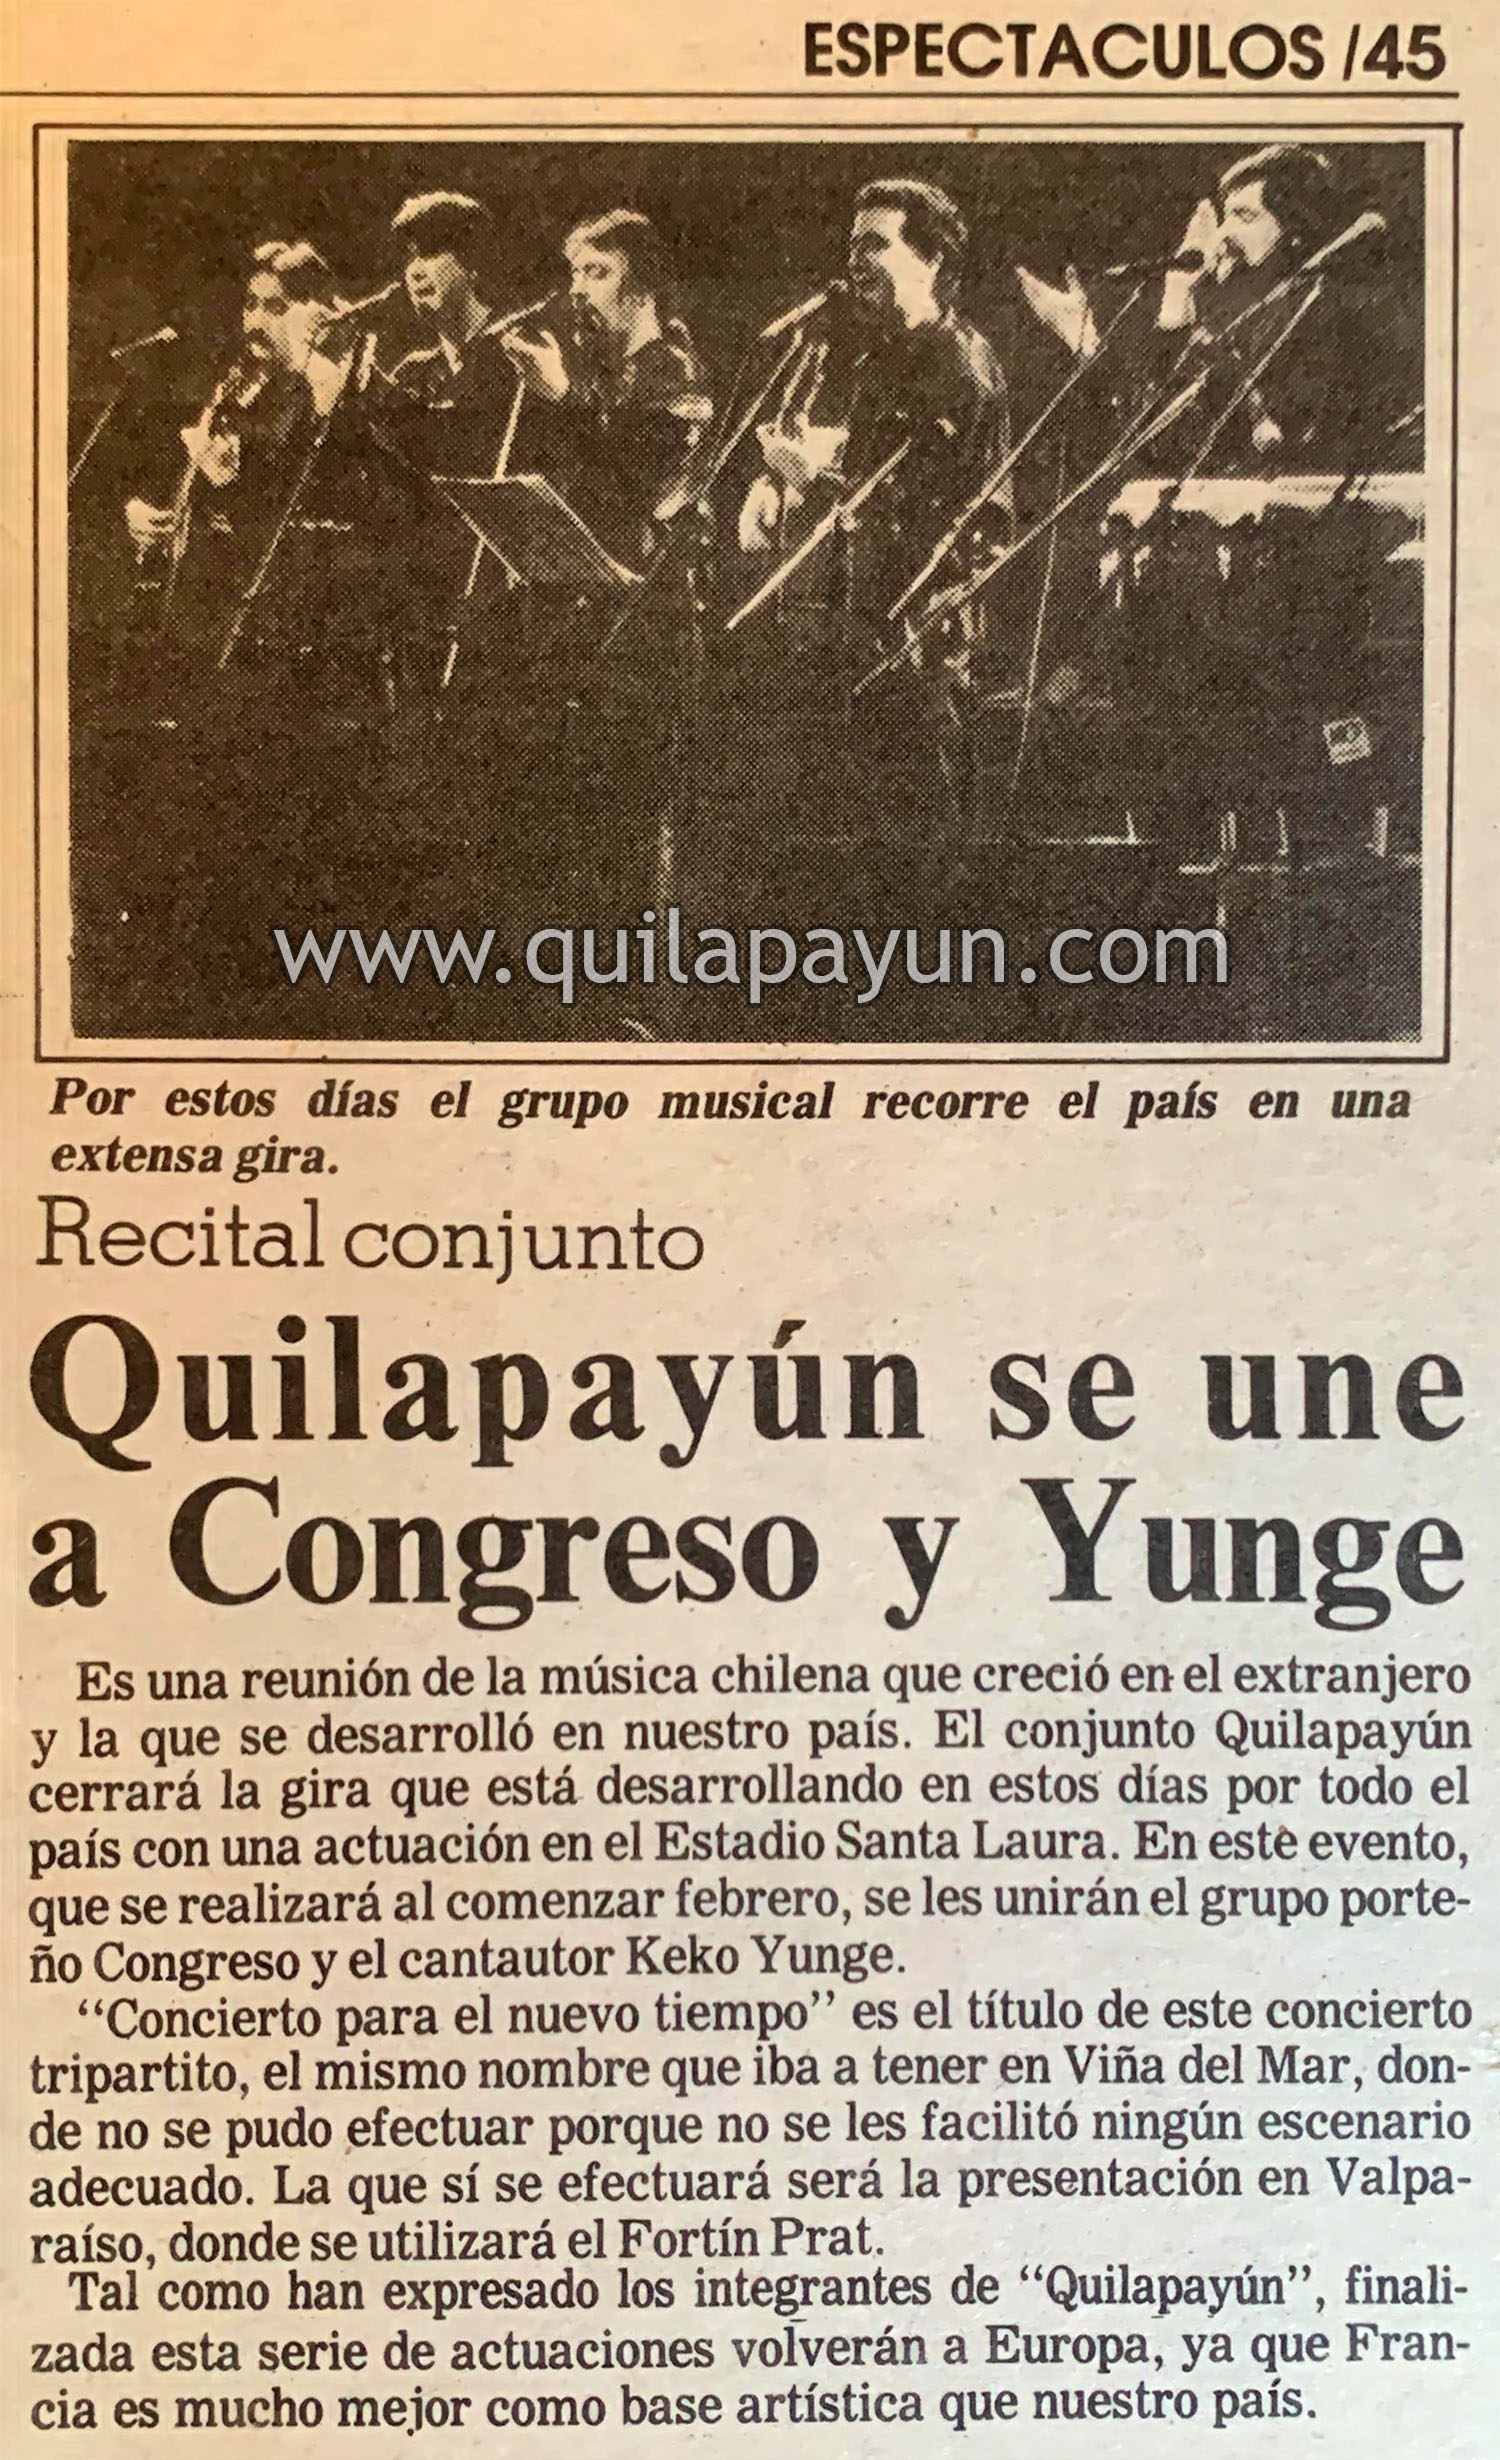 ESPECTACULOS /45
www.quilapayun.com
Por estos días el grupo musical recorre el país en una
extensa gira.
Recital conjunto
Quilapayún se une
a Congreso y Yunge
Es una reunión de la música chilena que creció en el extranjero
y la que se desarrolló en nuestro país. El conjunto Quilapayún
cerrará la gira que está desarrollando en estos días por todo el
país con una actuación en el Estadio Santa Laura. En este evento,
que se realizará al comenzar febrero, se les unirán el grupo porte-
ño Congreso y el cantautor Keko Yunge.
“Concierto para el nuevo tiempo” es el título de este concierto
tripartito, el mismo nombre que iba a tener en Viña del Mar, don-
de no se pudo efectuar porque no se les facilitó ningún escenario
adecuado. La que sí se efectuará será la presentación en Valpa-
raíso, donde se utilizará el Fortín Prat.
Tal como han expresado los integrantes de “Quilapayún”, finali-
zada esta serie de actuaciones volverán a Europa, ya que Fran-
cia es mucho mejor como base artística que nuestro país.